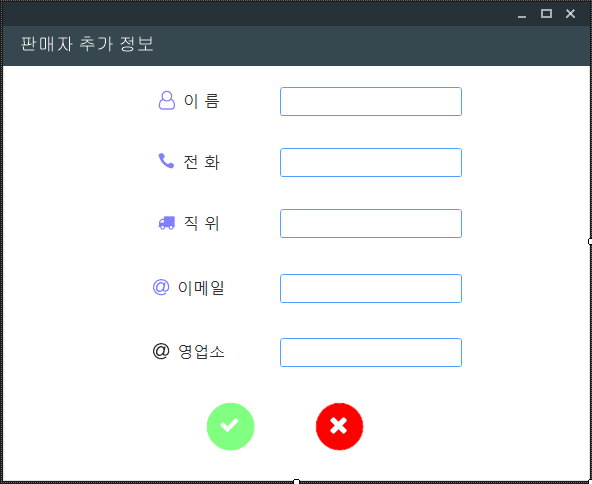 판매자 추가 정보
이 름
전 화
직 위
@ 이메일
@ 영업소